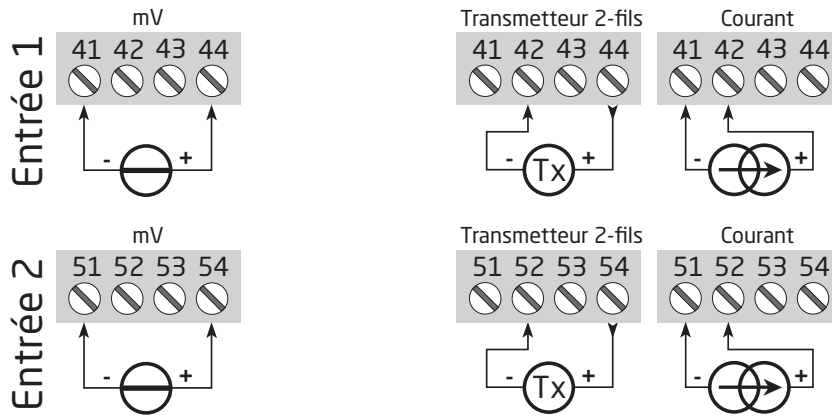 Entrée 1
mV
41 42 43 44
- +
Transmetteur 2-fils
41 42 43 44
- Tx +
Courant
41 42 43 44
- +
Entrée 2
mV
51 52 53 54
- +
Transmetteur 2-fils
51 52 53 54
- Tx +
Courant
51 52 53 54
- +